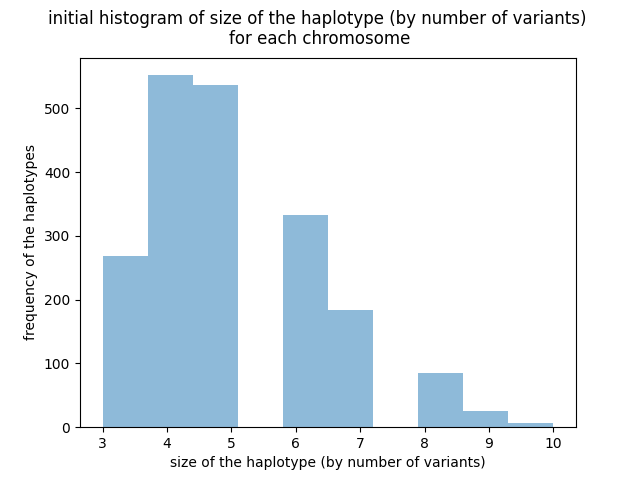 initial histogram of size of the haplotype (by number of variants)
for each chromosome
frequency of the haplotypes
500
400
300
200
100
0
3 4 5 6 7 8 9 10
size of the haplotype (by number of variants)